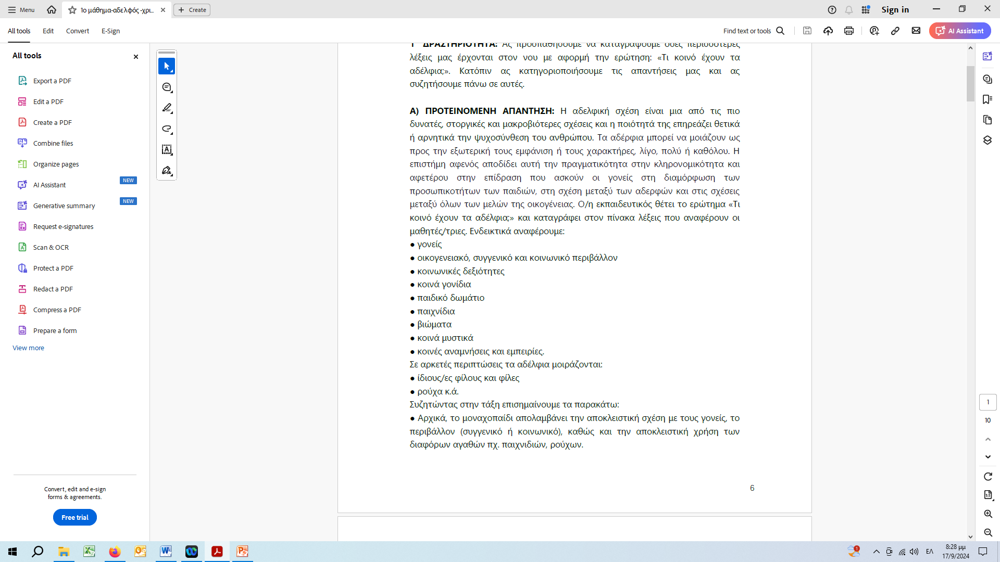 Menu
1ο μάθημα-αδελφός -χρι...
Create
Sign in
All tools
Edit
Convert
E-Sign
Find text or tools
AI Assistant
All tools
Export a PDF
Edit a PDF
Create a PDF
Combine files
Organize pages
AI Assistant
NEW
Generative summary
NEW
Request e-signatures
Scan & OCR
Protect a PDF
Redact a PDF
Compress a PDF
Prepare a form
View more
Convert, edit and e-sign
forms & agreements.
Free trial
1η ΔΡΑΣΤΗΡΙΟΤΗΤΑ: Ας προσπαθήσουμε να καταγράψουμε όσες περισσότερες
λέξεις μας έρχονται στον νου με αφορμή την ερώτηση: «Τι κοινό έχουν τα
αδέλφια;». Κατόπιν ας κατηγοριοποιήσουμε τις απαντήσεις μας και ας
συζητήσουμε πάνω σε αυτές.
Α) ΠΡΟΤΕΙΝΟΜΕΝΗ ΑΠΑΝΤΗΣΗ: Η αδελφική σχέση είναι μια από τις πιο
δυνατές, στοργικές και μακροβιότερες σχέσεις και η ποιότητά της επηρεάζει θετικά
ή αρνητικά την ψυχοσύνθεση του ανθρώπου. Τα αδέρφια μπορεί να μοιάζουν ως
προς την εξωτερική τους εμφάνιση ή τους χαρακτήρες, λίγο, πολύ ή καθόλου. Η
επιστήμη αφενός αποδίδει αυτή την πραγματικότητα στην κληρονομικότητα και
αφετέρου στην επίδραση που ασκούν οι γονείς στη διαμόρφωση των
προσωπικοτήτων των παιδιών, στη σχέση μεταξύ των αδερφών και στις σχέσεις
μεταξύ όλων των μελών της οικογένειας. Ο/η εκπαιδευτικός θέτει το ερώτημα «Τι
κοινό έχουν τα αδέλφια;» και καταγράφει στον πίνακα λέξεις που αναφέρουν οι
μαθητές/τριες. Ενδεικτικά αναφέρουμε:
● γονείς
● οικογενειακό, συγγενικό και κοινωνικό περιβάλλον
● κοινωνικές δεξιότητες
● κοινά γονίδια
● παιδικό δωμάτιο
● παιχνίδια
● βιώματα
● κοινά μυστικά
● κοινές αναμνήσεις και εμπειρίες.
Σε αρκετές περιπτώσεις τα αδέλφια μοιράζονται:
● ίδιους/ες φίλους και φίλες
● ρούχα κ.ά.
Συζητώντας στην τάξη επισημαίνουμε τα παρακάτω:
● Αρχικά, το μοναχοπαίδι απολαμβάνει την αποκλειστική σχέση με τους γονείς, το
περιβάλλον (συγγενικό ή κοινωνικό), καθώς και την αποκλειστική χρήση των
διαφόρων αγαθών πχ. παιχνιδιών, ρούχων.
6
1
10
1
ΕΛ
8:28 μμ
17/9/2024